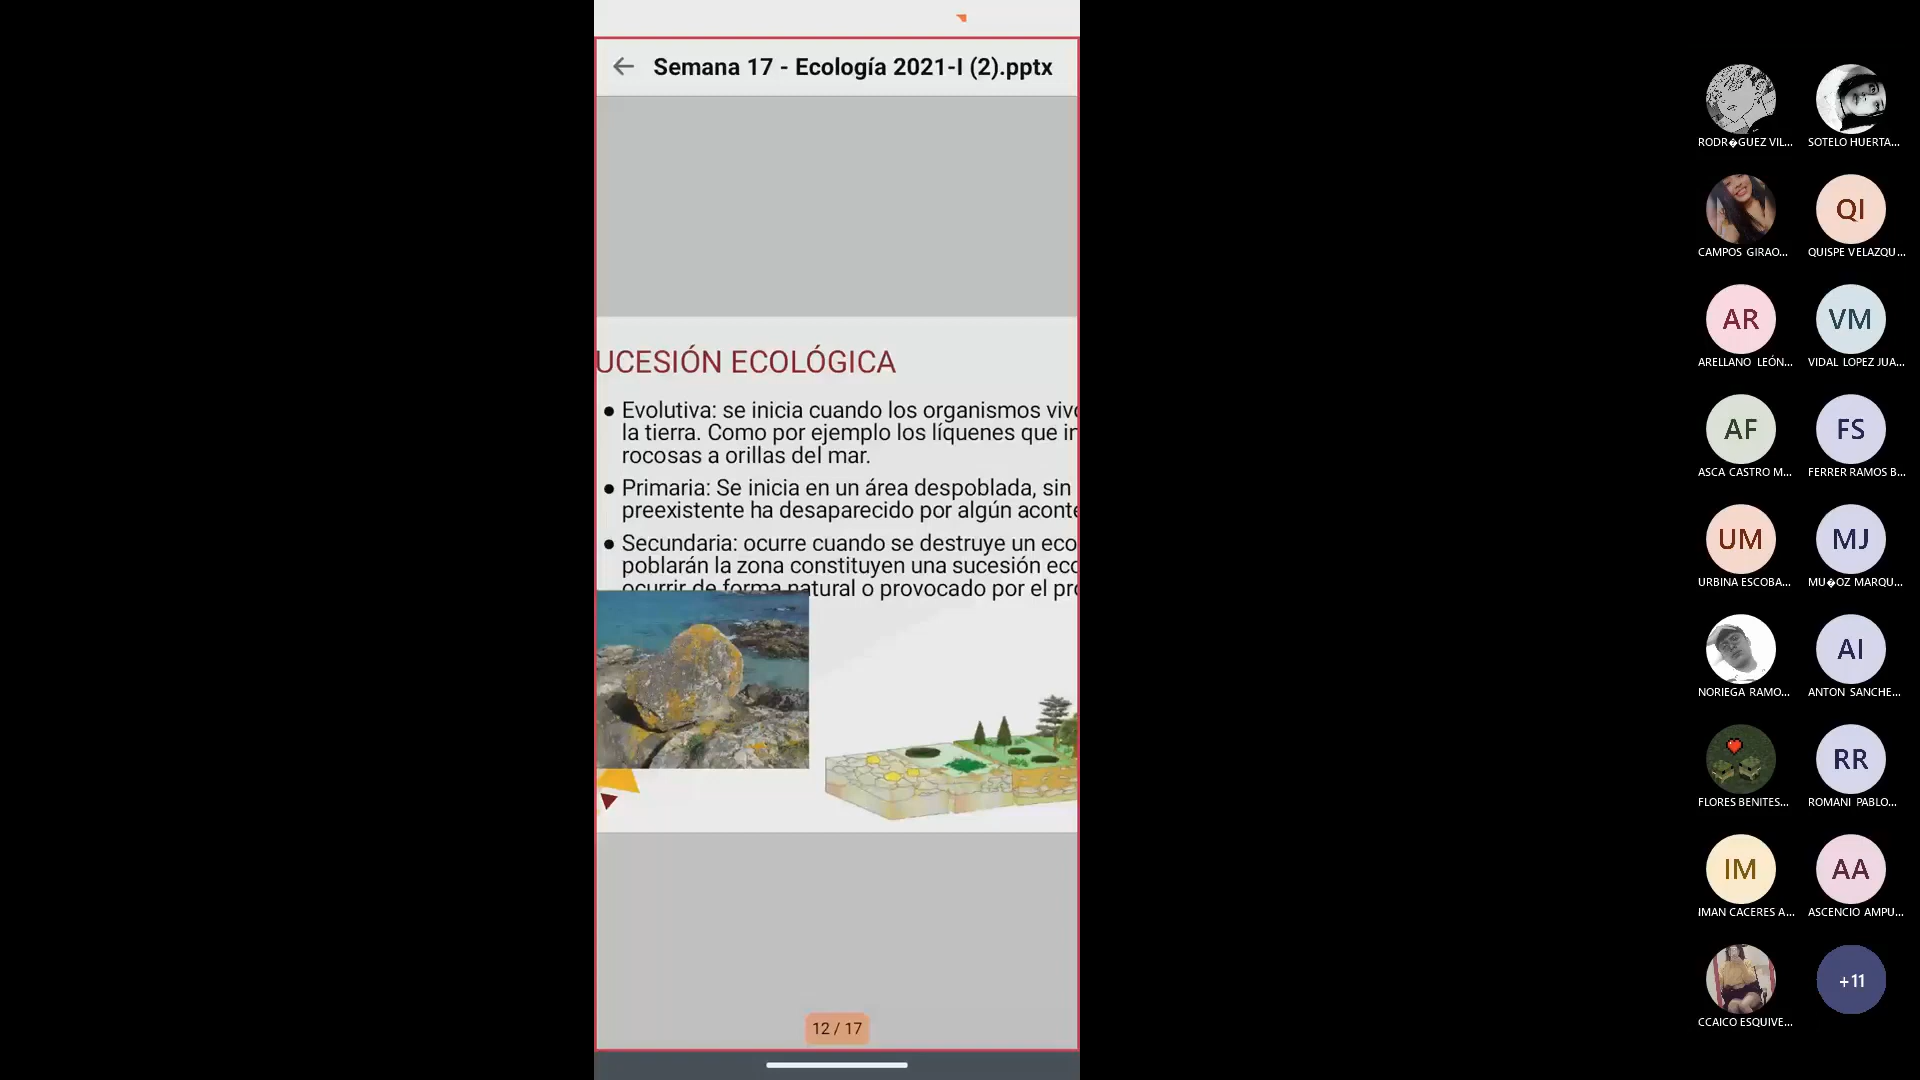 Semana 17 - Ecología 2021-I (2).pptx
UCESIÓN ECOLÓGICA
● Evolutiva: se inicia cuando los organismos viv
la tierra. Como por ejemplo los líquenes que
rocosas a orillas del mar.
● Primaria: Se inicia en un área despoblada, sin
preexistente ha desaparecido por algún
● Secundaria: ocurre cuando se destruye un eco
poblarán la zona constituyen una sucesión
ocurrir de forma natural o provocado por el
12 / 17
RODR�GUEZ VIL...
SOTELO HUERTA...
CAMPOS GIRAO...
QI
QUISPE VELAZQU...
AR
ARELLANO LEÓN...
VM
VIDAL LOPEZ JUA...
AF
ASCA CASTRO M...
FS
FERRER RAMOS B...
UM
URBINA ESCOBA...
MJ
MU�OZ MARQU...
NORIEGA RAMO...
AI
ANTON SANCHE...
FLORES BENITES...
RR
ROMANI PABLO...
IM
IMAN CACERES A...
AA
ASCENCIO AMPU...
CCAICO ESQUIVE...
+11